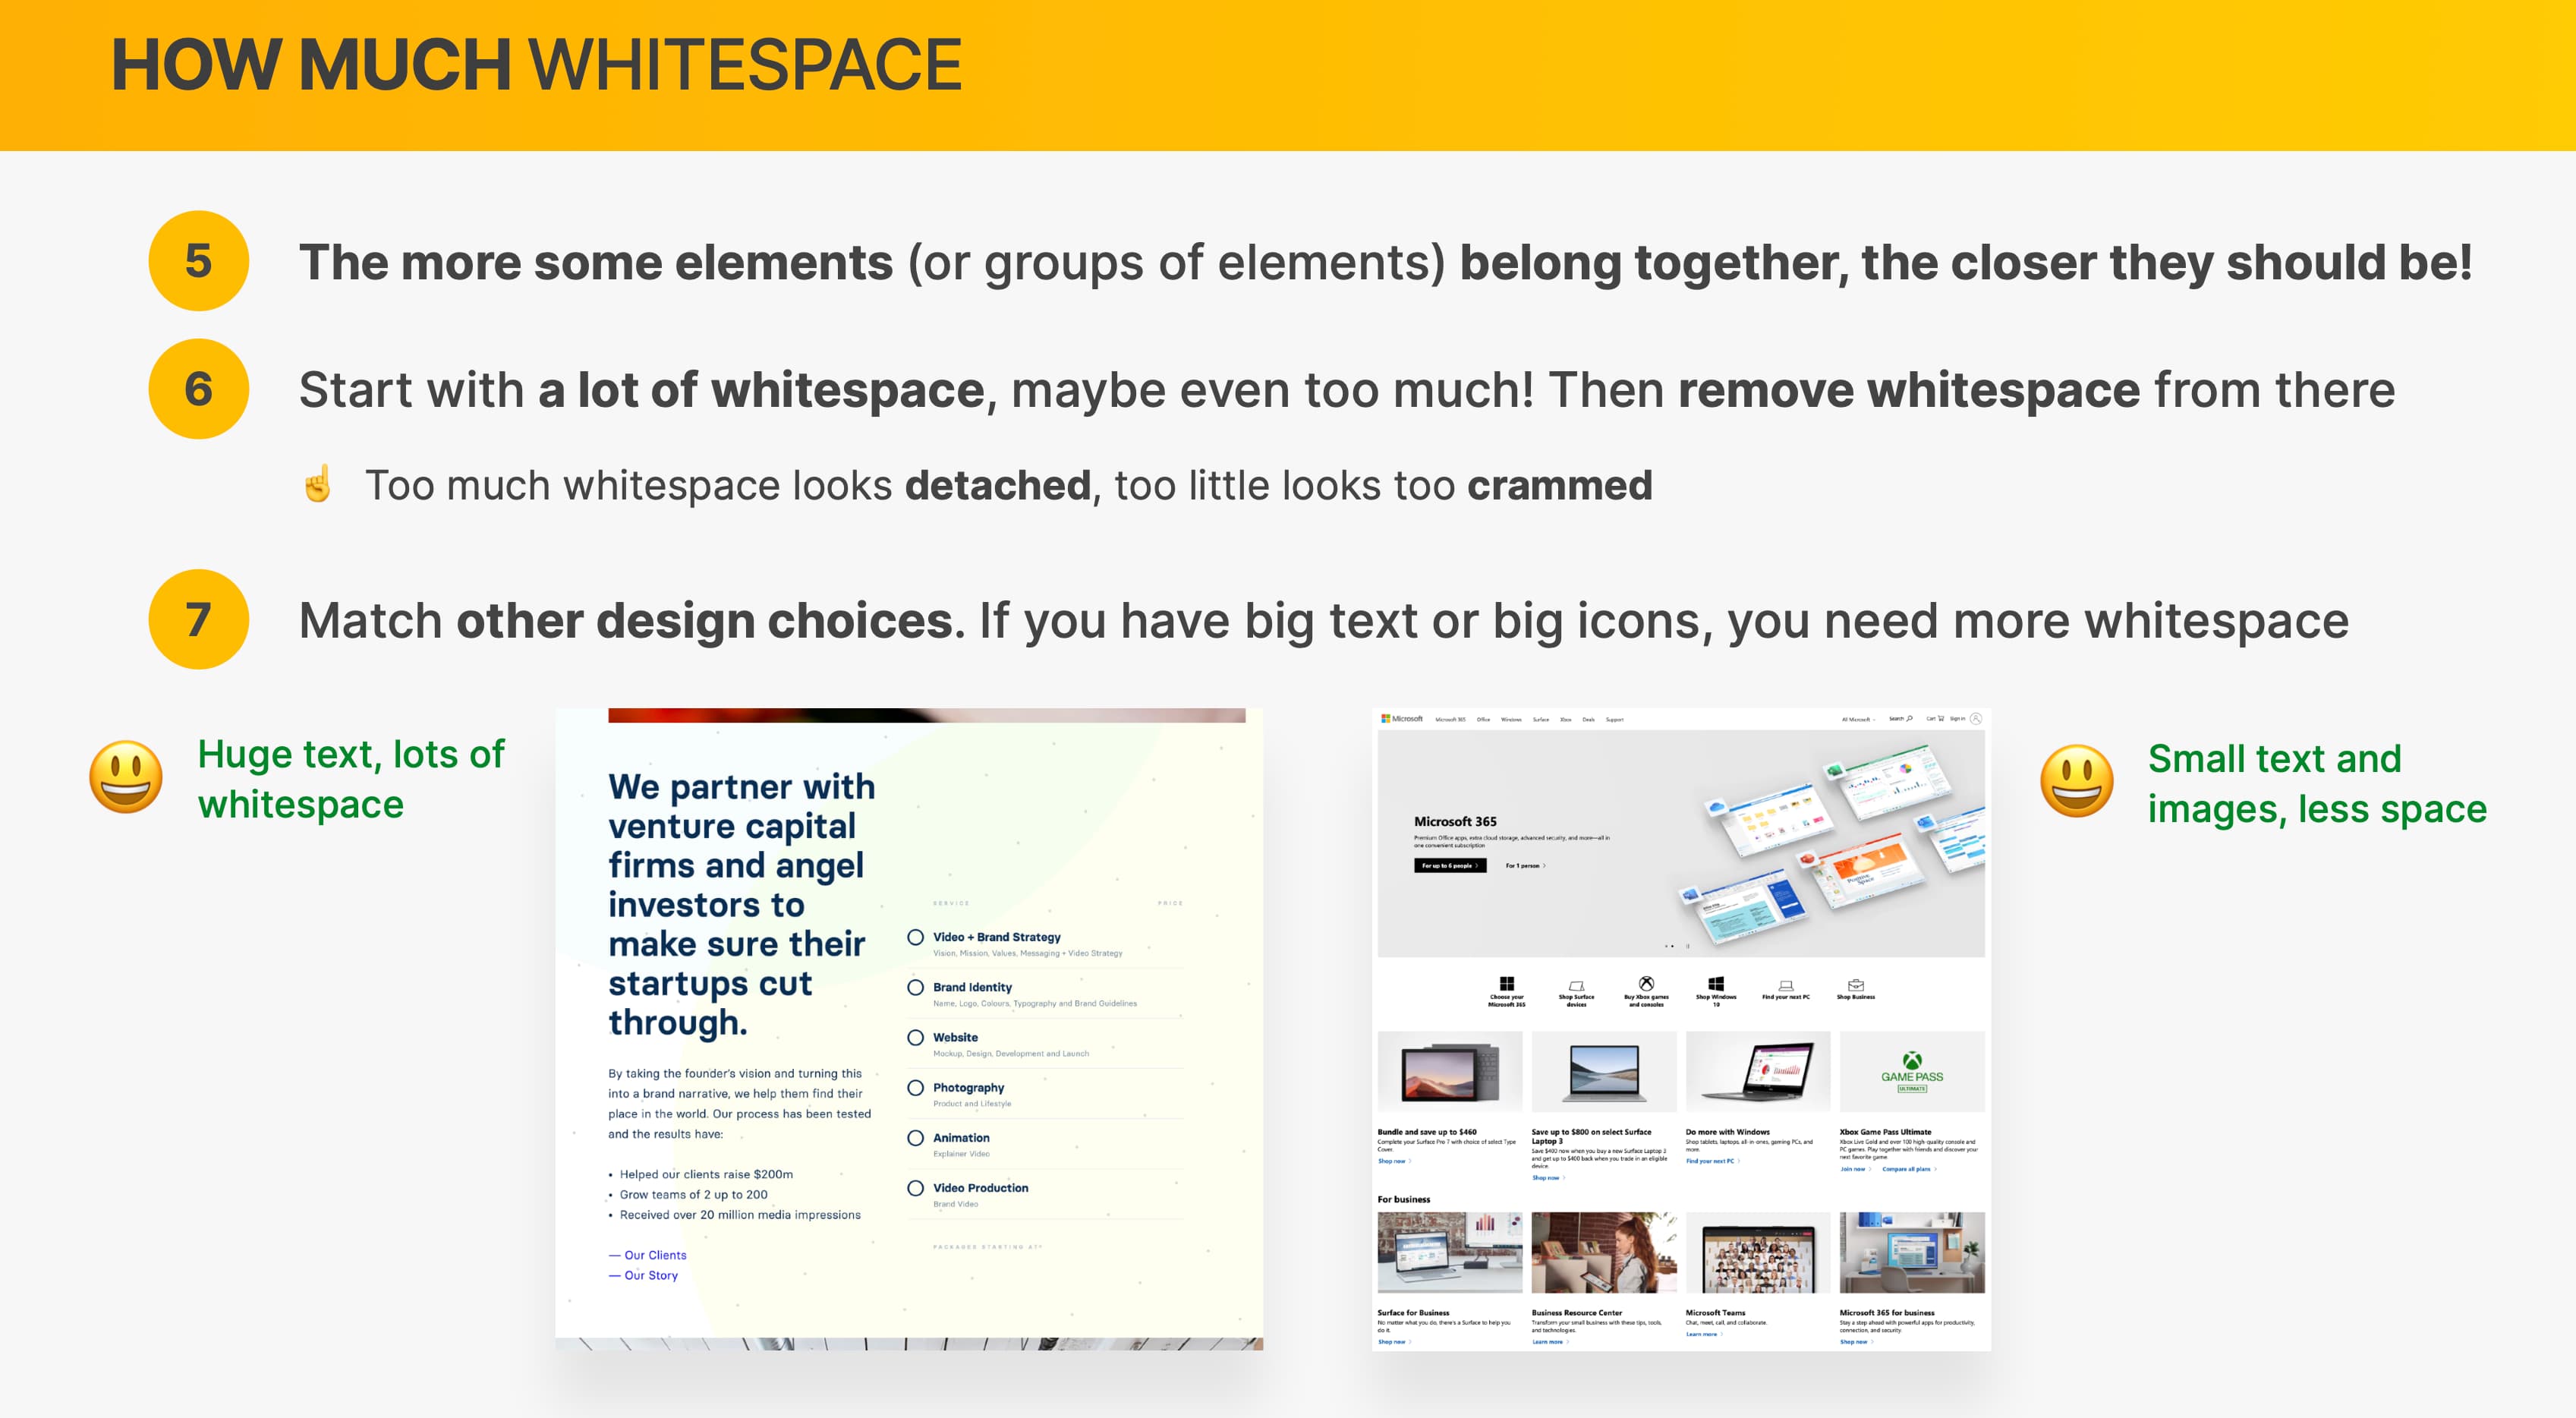 HOW MUCH WHITESPACE
5 The more some elements (or groups of elements) belong together, the closer they should be!
6 Start with a lot of whitespace, maybe even too much! Then remove whitespace from there
☝️ Too much whitespace looks detached, too little looks too crammed
7 Match other design choices. If you have big text or big icons, you need more whitespace
😃 Huge text, lots of
whitespace
We partner with
venture capital
firms and angel
investors to
make sure their
startups cut
through.
By taking the founder's vision and turning this
into a brand narrative, we help them find their
place in the world. Our process has been tested
and the results have:
• Helped our clients raise $200m
• Grow teams of 2 up to 200
• Received over 20 million media impressions
— Our Clients
— Our Story
SERVICE PRICE
Video + Brand Strategy
Vision, Mission, Values, Messaging + Video Strategy
Brand Identity
Name, Logo, Colours, Typography and Brand Guidelines
Website
Mockup, Design, Development and Launch
Photography
Product and Lifestyle
Animation
Explainer Video
Video Production
Brand Video
PACKAGES STARTING AT*
Microsoft Microsoft 365 Office Windows Surface Xbox Deals Support All Microsoft Search Cart Sign in
Microsoft 365
Premium Office apps, extra cloud storage, advanced security, and more—all in
one convenient subscription
For up to 6 people > For 1 person >
Choose your
Microsoft 365
Shop Surface
devices
Buy Xbox games
and consoles
Shop Windows
10
Find your next PC
Shop Business
GAME PASS
ULTIMATE
Bundle and save up to $460
Complete your Surface Pro 7 with choice of select Type
Cover.
Shop now >
Save up to $800 on select Surface
Laptop 3
Save $400 now when you buy a new Surface Laptop 3
and get up to $400 back when you trade in an eligible
device.
Shop now >
Do more with Windows
Shop tablets, laptops, all-in-ones, gaming PCs, and
more.
Find your next PC >
Xbox Game Pass Ultimate
Xbox Live Gold and over 100 high-quality console and
PC games. Play together with friends and discover your
next favorite game.
Join now > Compare all plans >
For business
Surface for Business
No matter what you do, there's a Surface to help you
do it.
Shop now >
Business Resource Center
Transform your small business with these tips, tools,
and technologies.
Learn more >
Microsoft Teams
Chat, meet, call, and collaborate.
Learn more >
Microsoft 365 for business
Stay a step ahead with powerful apps for productivity,
connection, and security.
Shop now >
😃 Small text and
images, less space